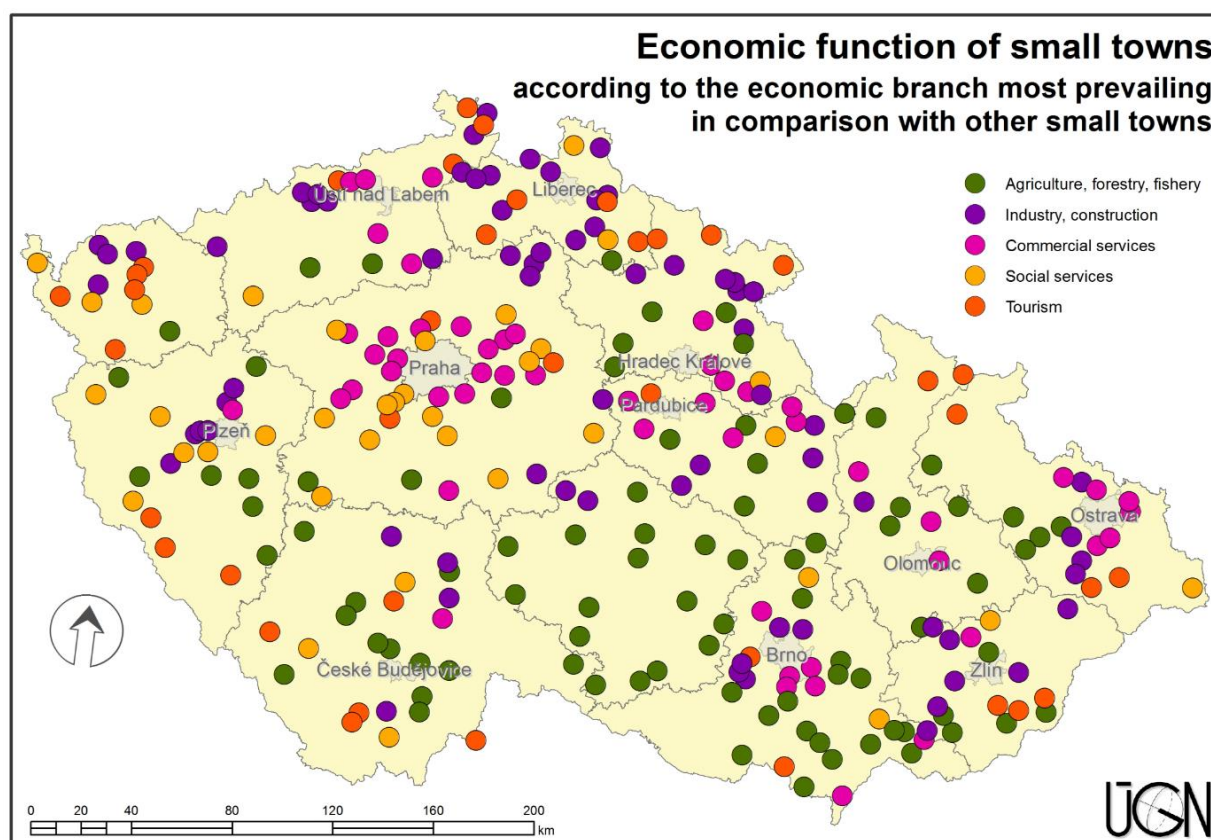 Economic function of small towns
according to the economic branch most prevailing
in comparison with other small towns
Agriculture, forestry, fishery
Industry, construction
Commercial services
Social services
Tourism
Liberec
Ústí nad Labem
Hradec Králové
Praha
Pardubice
Plzeň
Ostrava
Olomouc
Brno
České Budějovice
Zlín
0 40 80 120 160 200
km
ÚGN